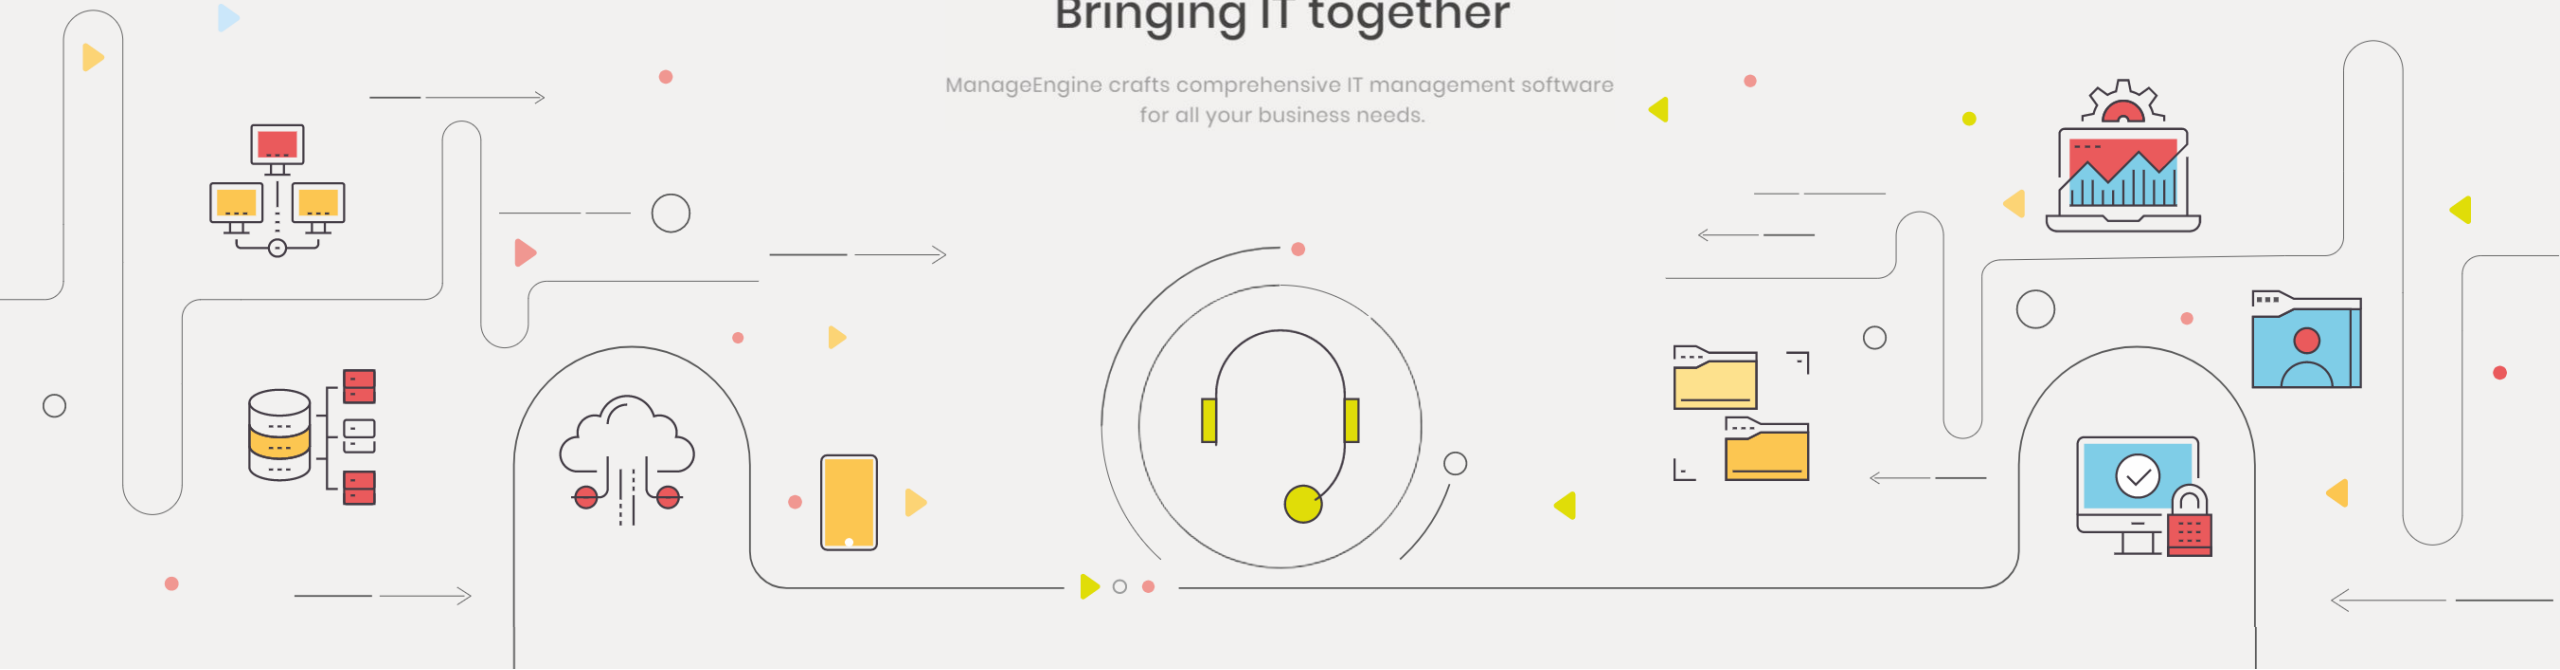 Bringing IT together
ManageEngine crafts comprehensive IT management software
for all your business needs.